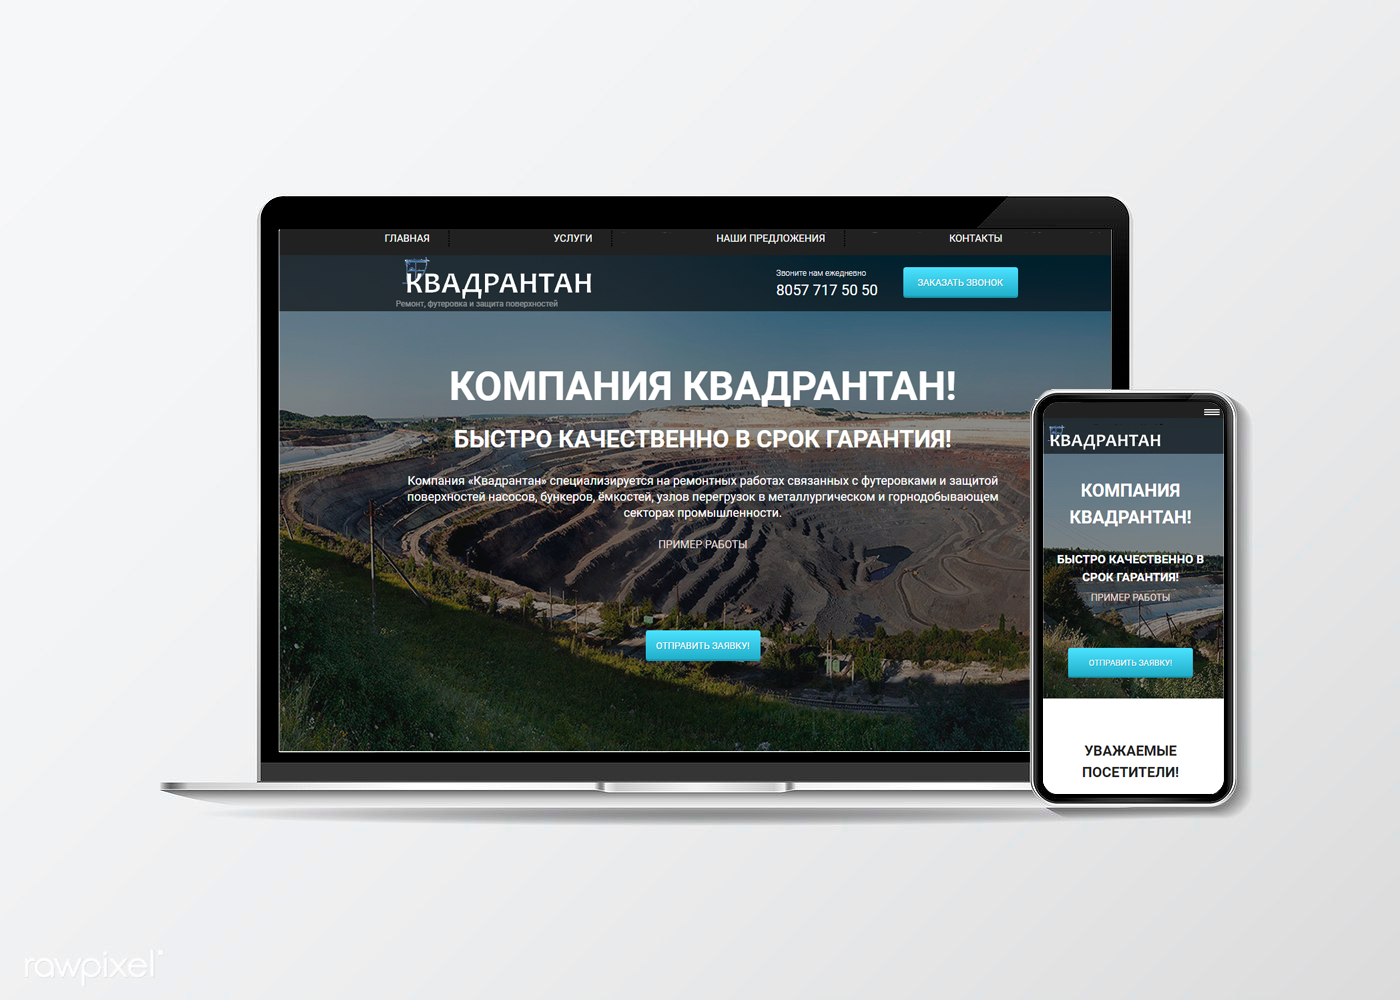 ГЛАВНАЯ УСЛУГИ НАШИ ПРЕДЛОЖЕНИЯ КОНТАКТЫ
КВАДРАНТАН
Ремонт, футеровка и защита поверхностей
Звоните нам ежедневно
8057 717 50 50
ЗАКАЗАТЬ ЗВОНОК
КОМПАНИЯ КВАДРАНТАН!
БЫСТРО КАЧЕСТВЕННО В СРОК ГАРАНТИЯ!
Компания «Квадрантан» специализируется на ремонтных работах связанных с футеровками и защитой
поверхностей насосов, бункеров, ёмкостей, узлов перегрузок в металлургическом и горнодобывающем
секторах промышленности.
ПРИМЕР РАБОТЫ
ОТПРАВИТЬ ЗАЯВКУ!
КВАДРАНТАН
КОМПАНИЯ
КВАДРАНТАН!
БЫСТРО КАЧЕСТВЕННО В
СРОК ГАРАНТИЯ!
ПРИМЕР РАБОТЫ
ОТПРАВИТЬ ЗАЯВКУ!
УВАЖАЕМЫЕ
ПОСЕТИТЕЛИ!
rawpixel